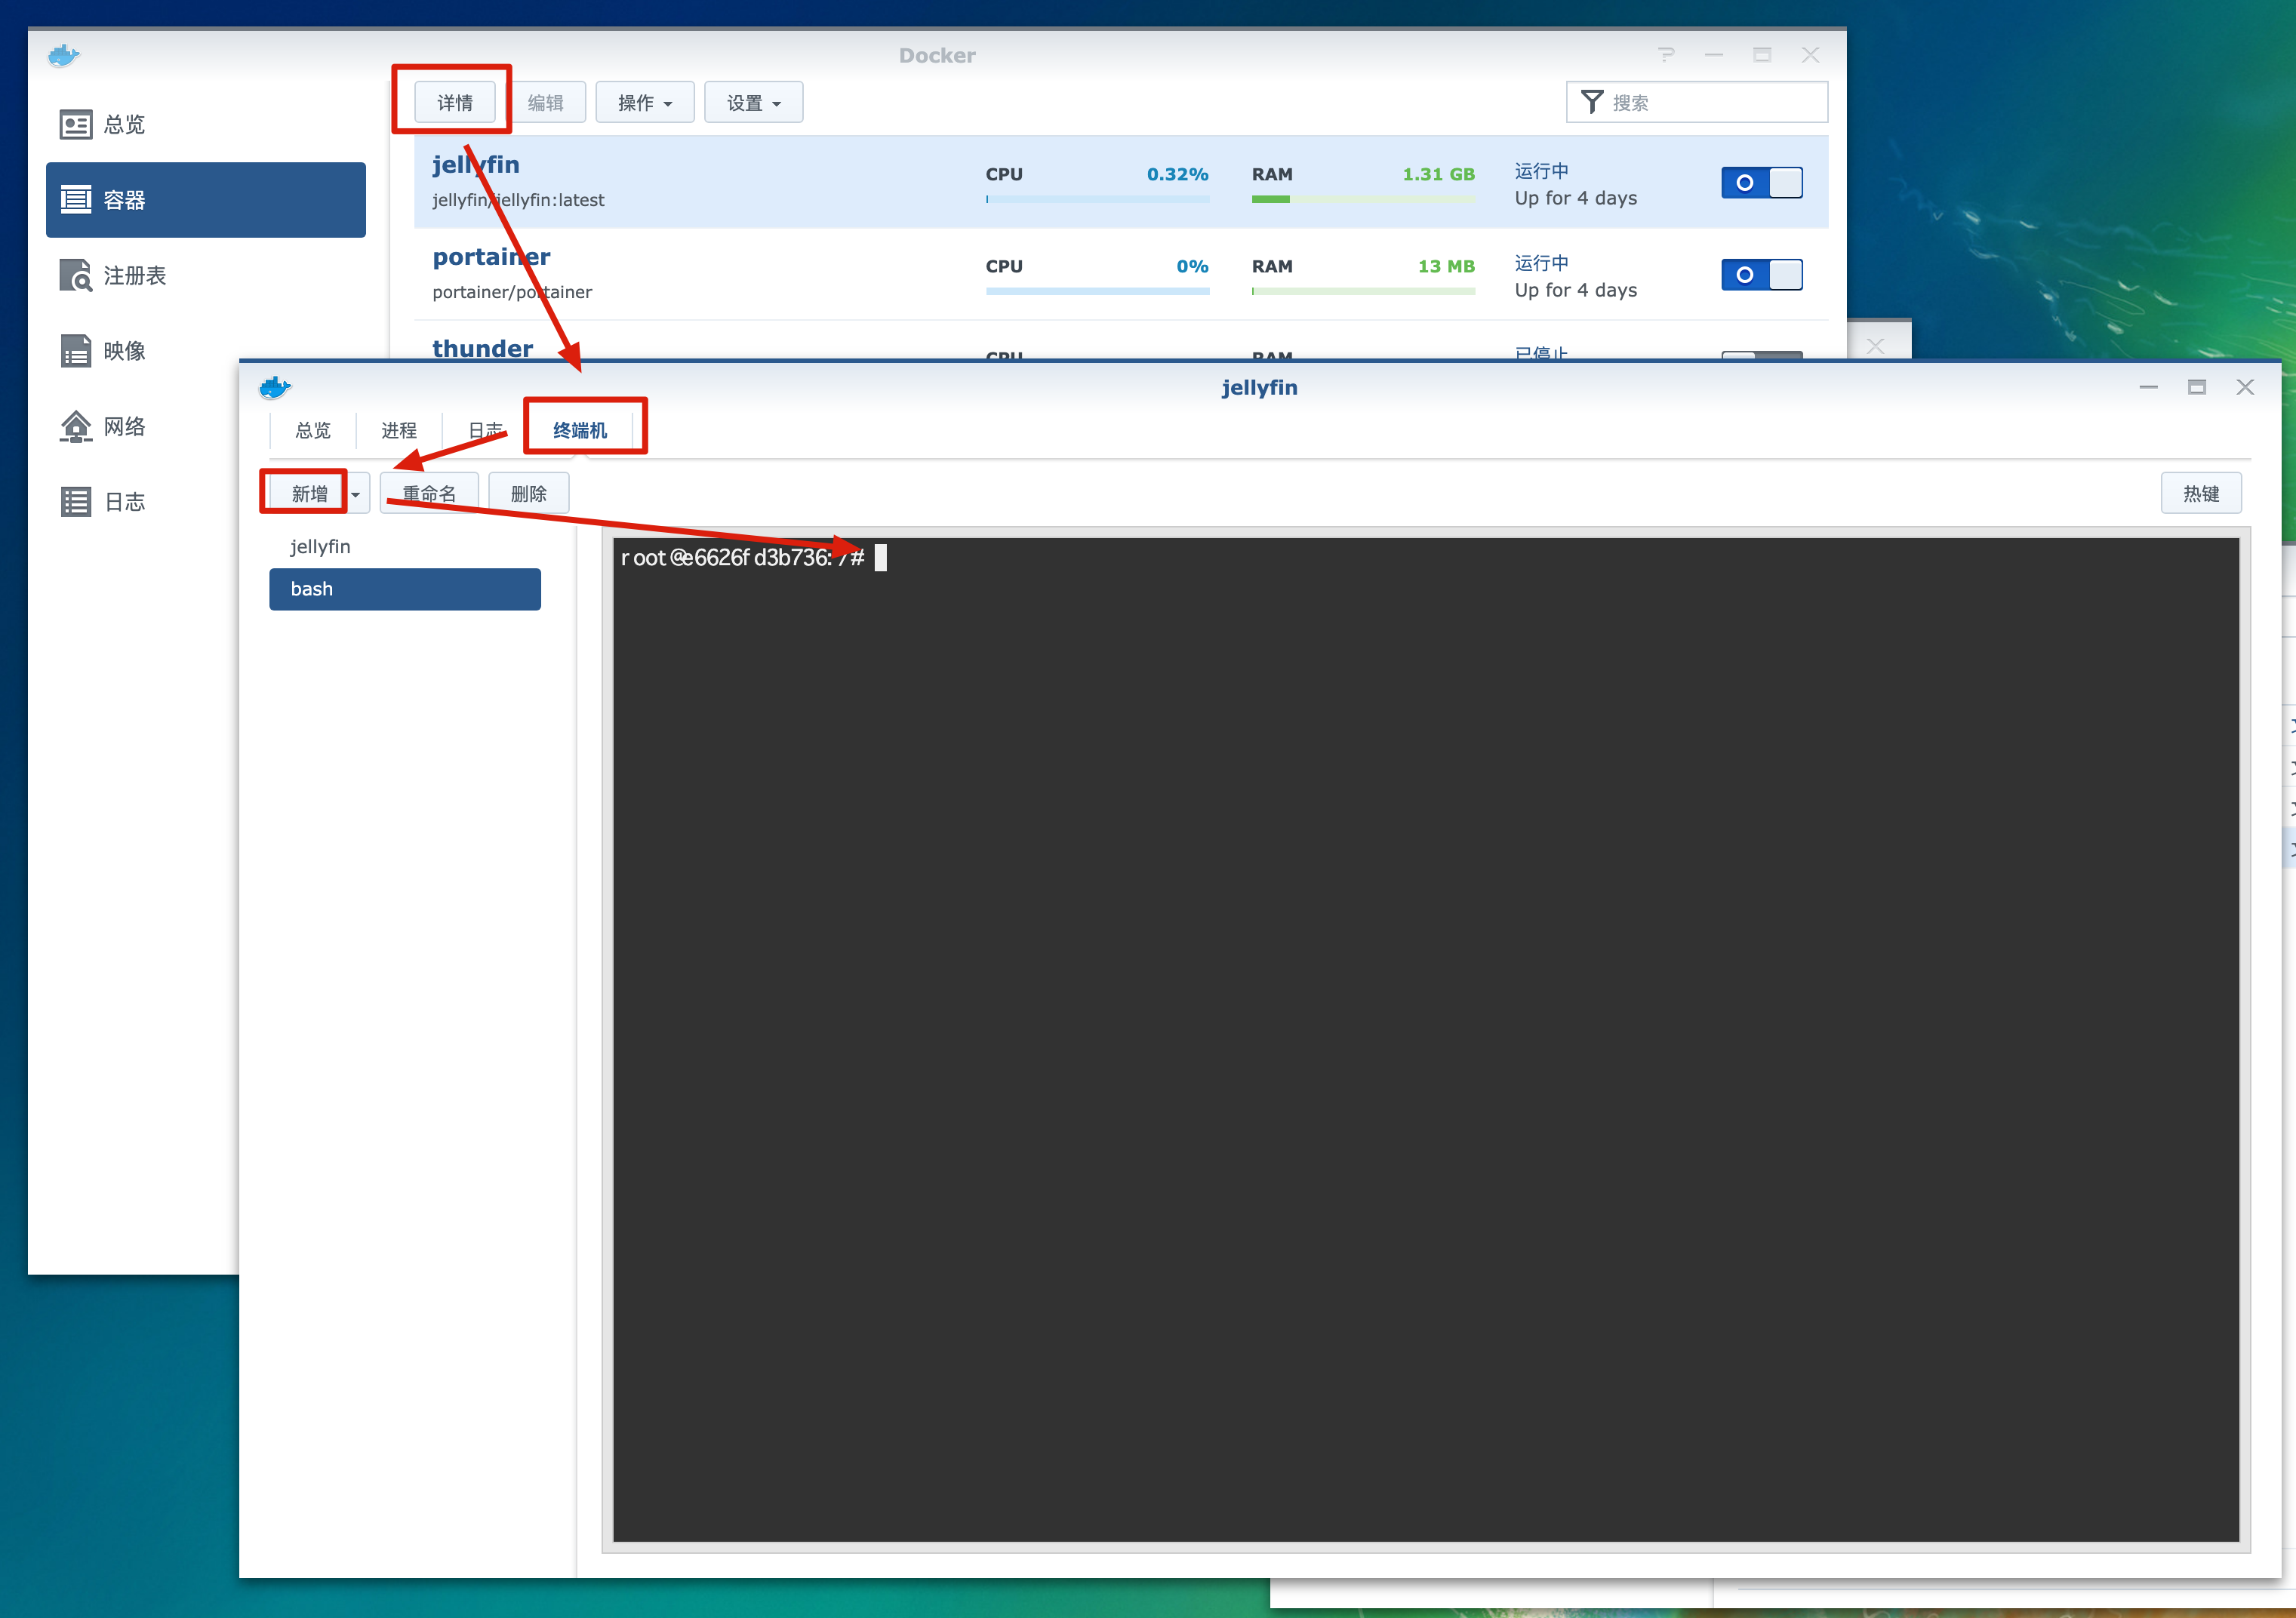 Docker
详情 编辑 操作 设置 搜索
总览
容器
注册表
映像
网络
日志
jellyfin CPU 0.32% RAM 1.31 GB 运行中
jellyfin/jellyfin:latest Up for 4 days
portainer CPU 0% RAM 13 MB 运行中
portainer/portainer Up for 4 days
thunder CPU RAM 已停止
jellyfin
总览 进程 日志 终端机
新增 重命名 删除 热键
jellyfin
bash
root@e6626fd3b736:/#